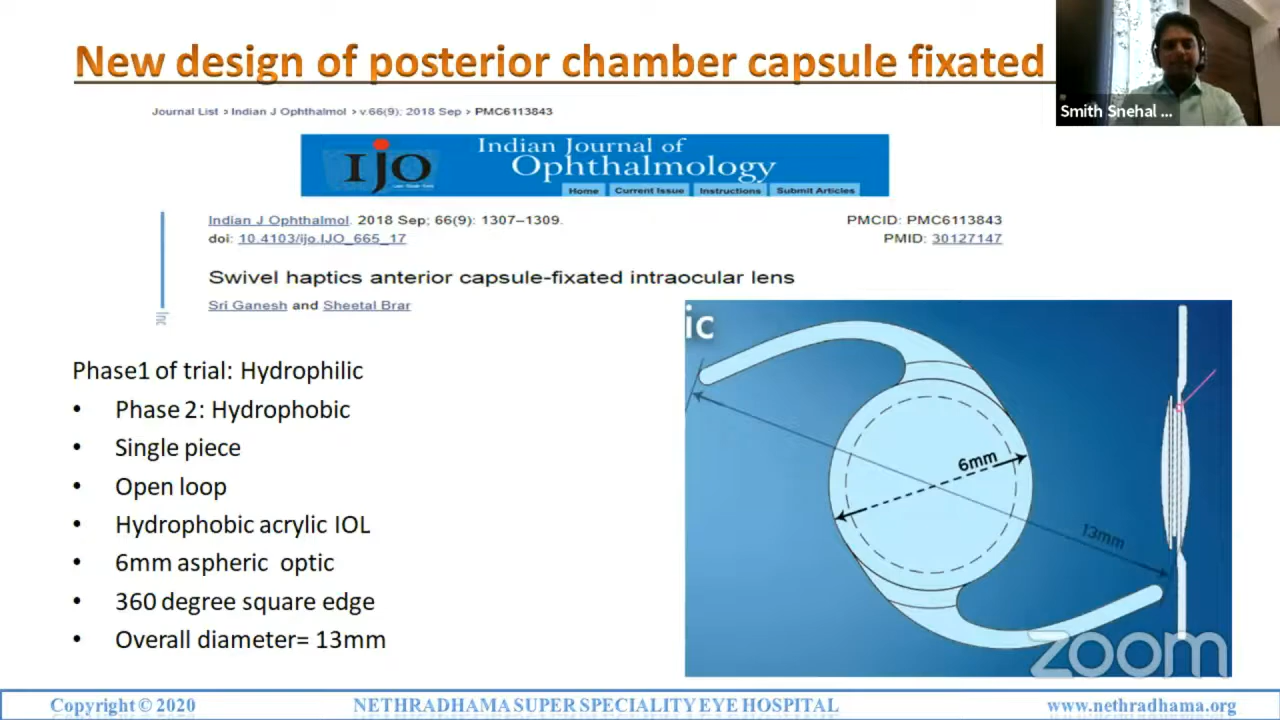 New design of posterior chamber capsule fixated
Smith Snehal ...
Journal List > Indian J Ophthalmol > v.66(9); 2018 Sep > PMC6113843
IJO
Indian Journal of
Ophthalmology
Home Current Issue Instructions Submit Articles
Indian J Ophthalmol. 2018 Sep; 66(9): 1307–1309. PMCID: PMC6113843
doi: 10.4103/ijo.IJO_665_17 PMID: 30127147
Swivel haptics anterior capsule-fixated intraocular lens
Sri Ganesh and Sheetal Brar
Inc
ic
6mm
13mm
Phase1 of trial: Hydrophilic
• Phase 2: Hydrophobic
• Single piece
• Open loop
• Hydrophobic acrylic IOL
• 6mm aspheric optic
• 360 degree square edge
• Overall diameter= 13mm
zoom
Copyright © 2020 NETHRADHAMA SUPER SPECIALITY EYE HOSPITAL www.nethradhama.org